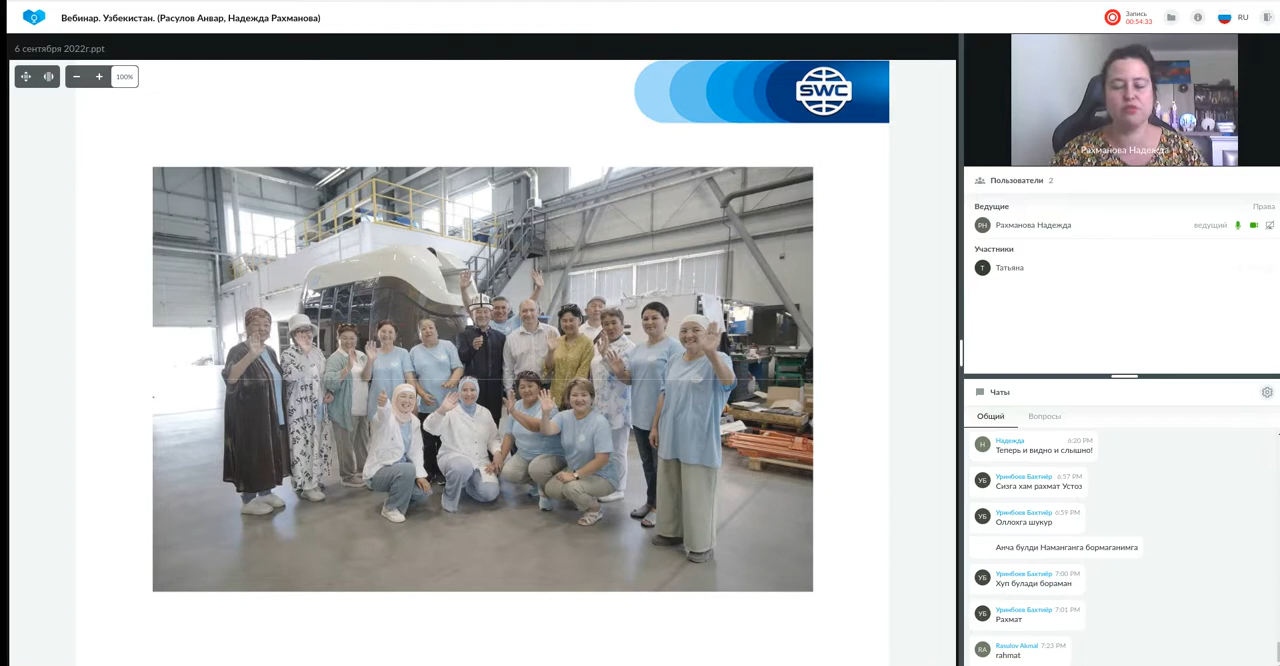 Вебинар. Узбекистан. (Расулов Анвар, Надежда Рахманова)
Запись
00:54:33
RU
6 сентября 2022г.ppt
100%
SWC
Рахманова Надежда
Пользователи 2
Ведущие
Права
РН
Рахманова Надежда
ведущий
Участники
Т
Татьяна
Чаты
Общий
Вопросы
Н
Надежда 6:20 PM
Теперь и видно и слышно!
УБ
Уринбоев Бахтиёр 6:57 PM
Сизга хам рахмат Устоз
УБ
Уринбоев Бахтиёр 6:59 PM
Оллохга шукур
Анча булди Наманганга бормаганимга
УБ
Уринбоев Бахтиёр 7:00 PM
Хуп булади бораман
УБ
Уринбоев Бахтиёр 7:01 PM
Рахмат
RA
Rasulov Akmal 7:23 PM
rahmat